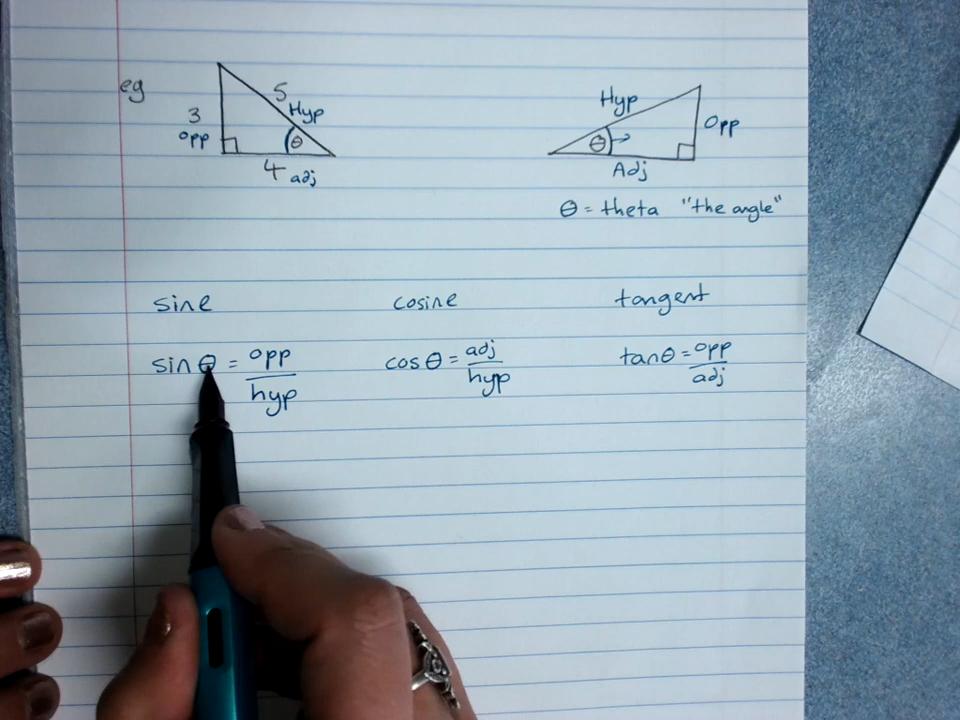 eg
5
Hyp
3
opp
θ
4 adj
Hyp
Opp
θ
Adj
θ = theta "the angle"
sine cosine tangent
sin θ = opp/hyp cos θ = adj/hyp tan θ = opp/adj